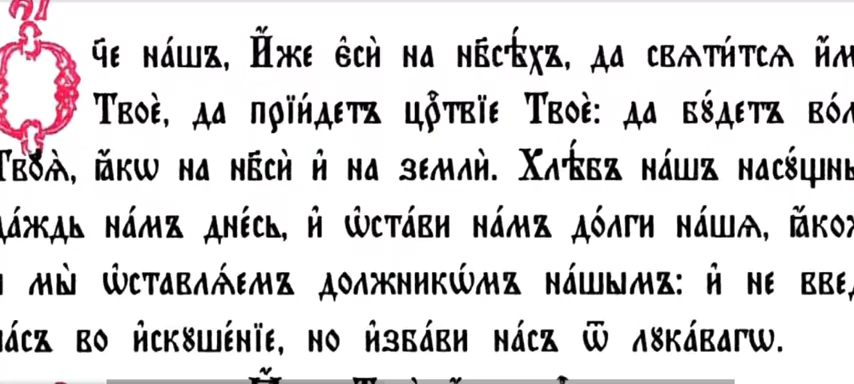 Ѻ҃че на́шъ, И҆́же є҆сѝ на нб҃сѣ́хъ, да свѧти́тсѧ
Твоѐ, да прїи́детъ црⷭ҇твїе Твоѐ: да бꙋ́детъ
Твоѧ̀, ꙗ҆́кѡ на нб҃сѝ и҆ на землѝ. Хлѣ́бъ на́шъ
да́ждь на́мъ дне́сь, и҆ ѡ҆ста́ви на́мъ до́лги на́шѧ,
мы̀ ѡ҆ставлѧ́емъ должникѡ́мъ на́шымъ: и҆ не
на́съ во и҆скꙋше́нїе, но и҆зба́ви на́съ ѿ лꙋка́вагѡ.